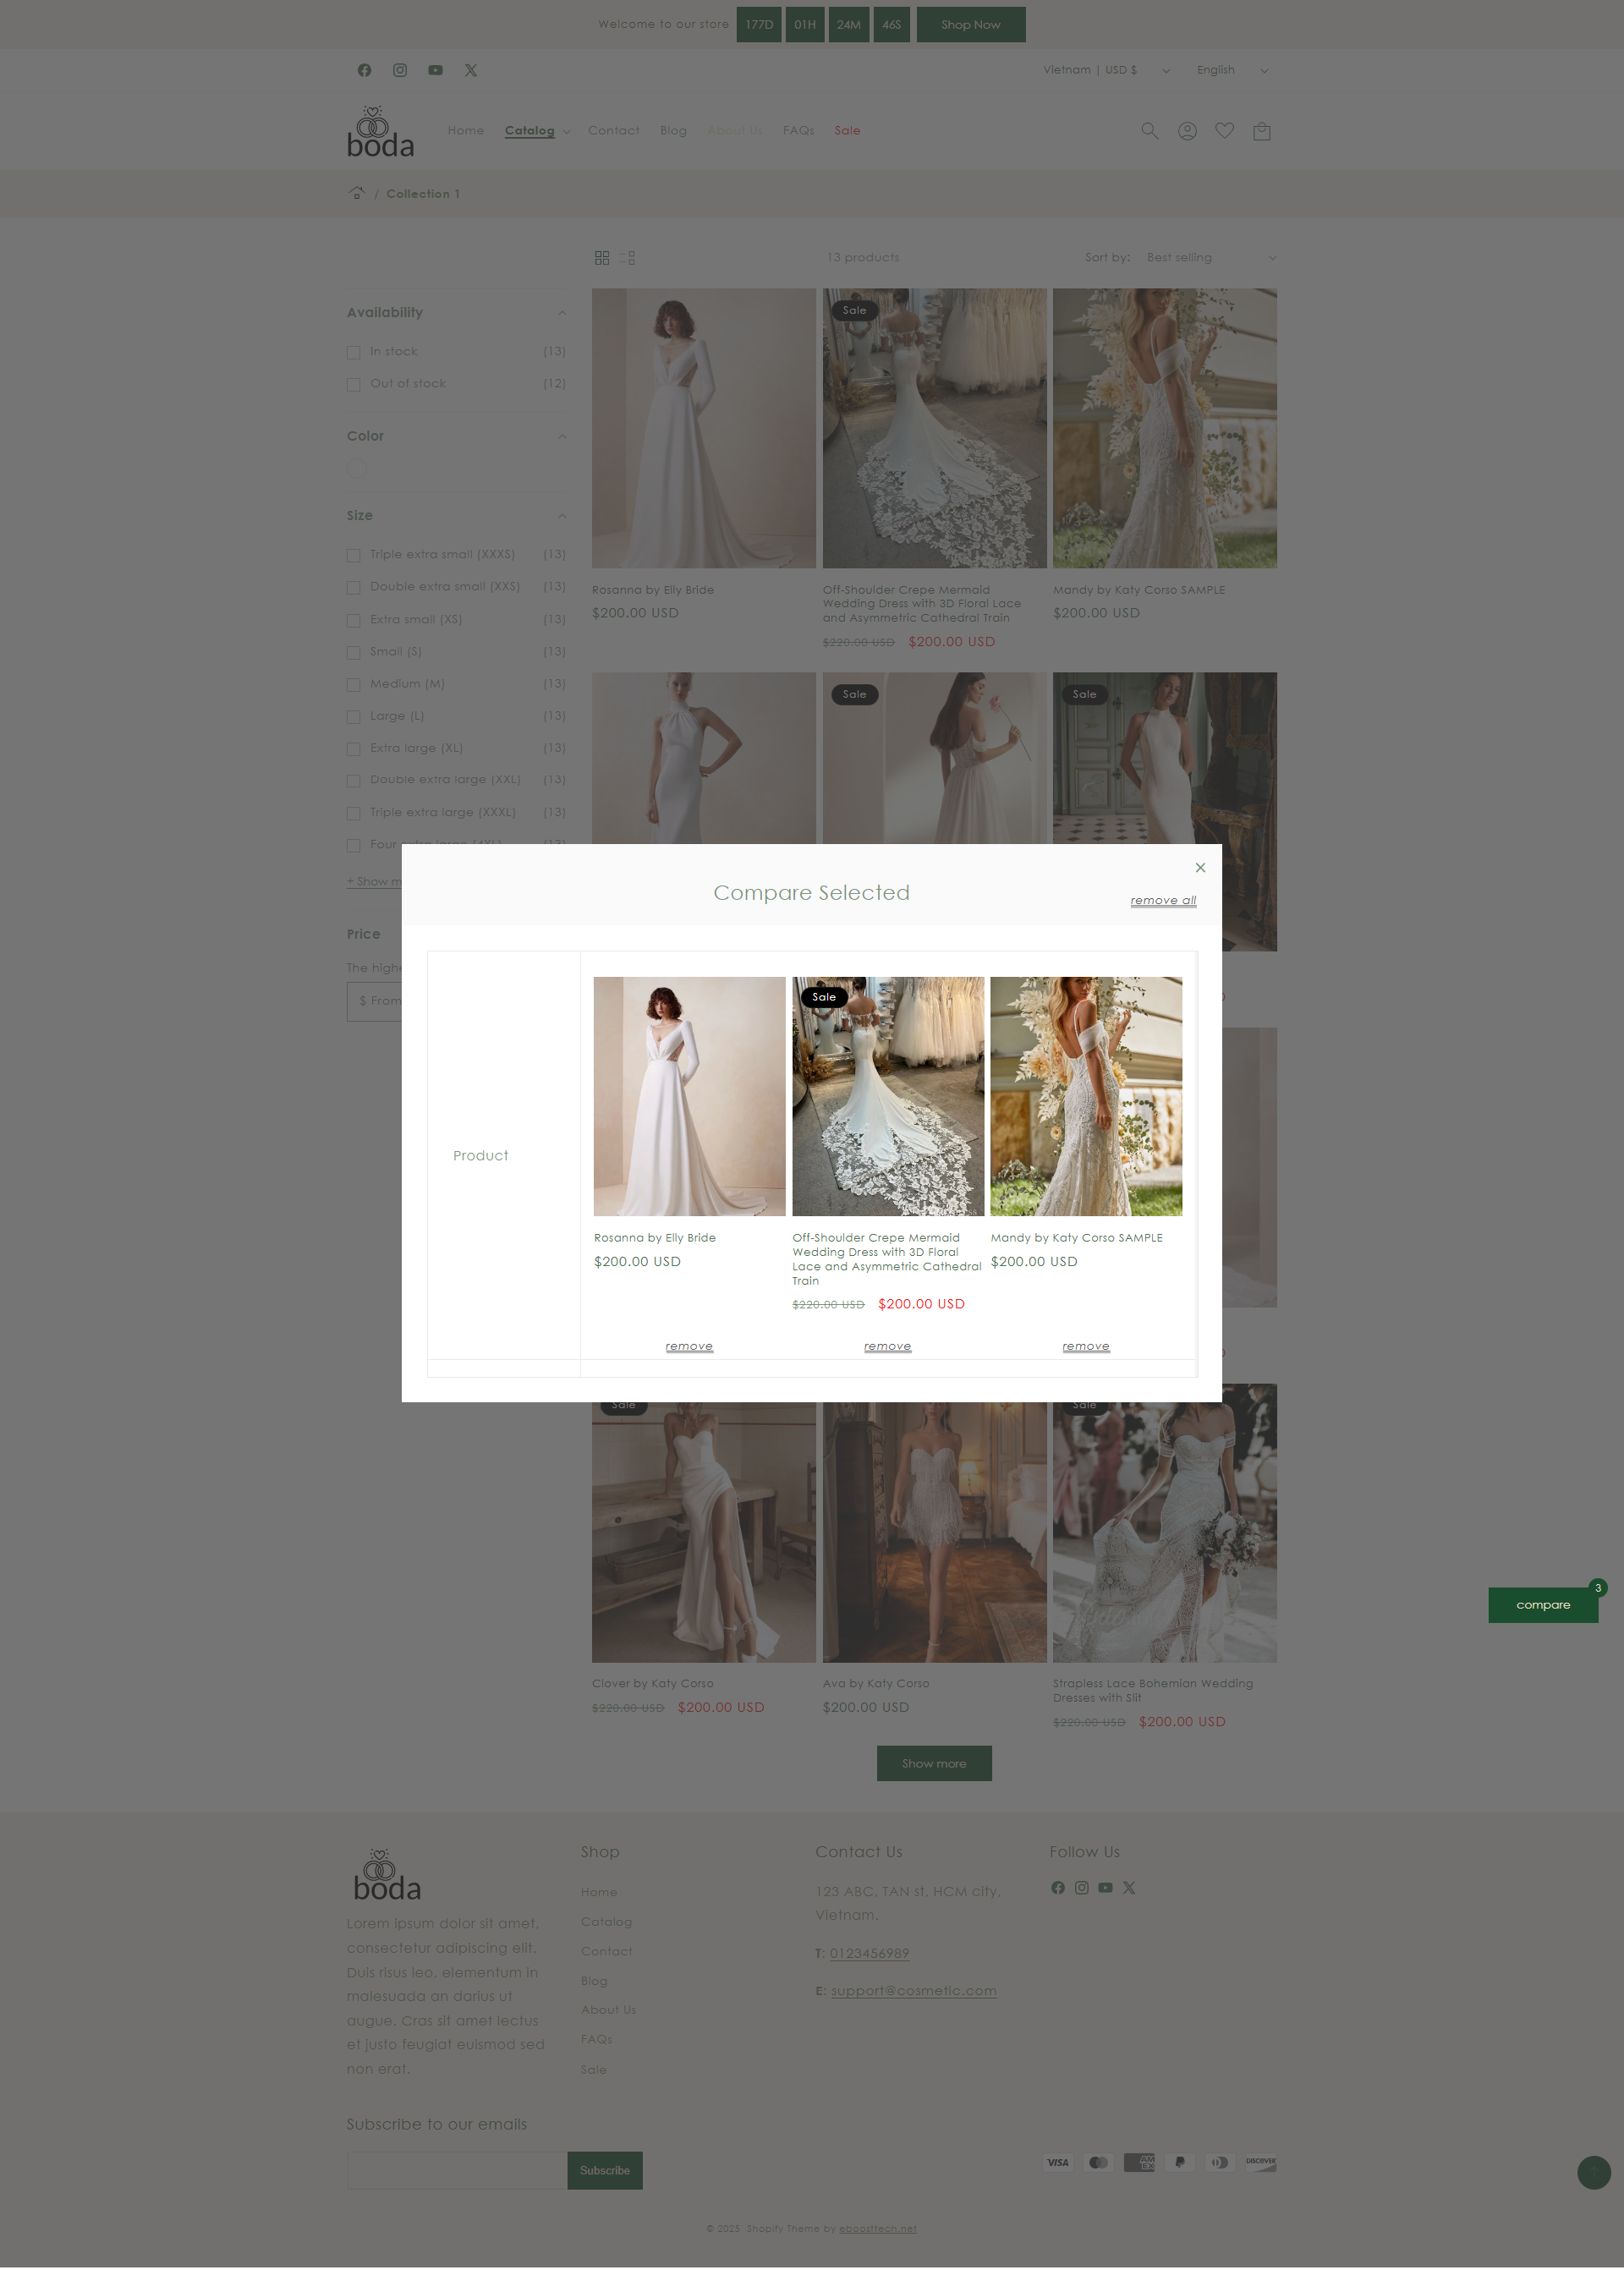 Welcome to our store 177D 01H 24M 46S Shop Now
Vietnam | USD $ English
boda
Home Catalog Contact Blog About Us FAQs Sale
/ Collection 1
13 products Sort by: Best selling
Availability
In stock (13)
Out of stock (12)
Color
Size
Triple extra small (XXXS) (13)
Double extra small (XXS) (13)
Extra small (XS) (13)
Small (S) (13)
Medium (M) (13)
Large (L) (13)
Extra large (XL) (13)
Double extra large (XXL) (13)
Triple extra large (XXXL) (13)
Four extra large (4XL) (13)
+ Show m
Price
The highe
$ From
Sale
Rosanna by Elly Bride
$200.00 USD
Off-Shoulder Crepe Mermaid
Wedding Dress with 3D Floral Lace
and Asymmetric Cathedral Train
$220.00 USD $200.00 USD
Mandy by Katy Corso SAMPLE
$200.00 USD
Sale
Sale
Compare Selected
remove all
Product
Sale
Rosanna by Elly Bride
$200.00 USD
remove
Off-Shoulder Crepe Mermaid
Wedding Dress with 3D Floral
Lace and Asymmetric Cathedral
Train
$220.00 USD $200.00 USD
remove
Mandy by Katy Corso SAMPLE
$200.00 USD
remove
Sale
Sale
Clover by Katy Corso
$220.00 USD $200.00 USD
Ava by Katy Corso
$200.00 USD
Strapless Lace Bohemian Wedding
Dresses with Slit
$220.00 USD $200.00 USD
compare 3
Show more
boda
Lorem ipsum dolor sit amet,
consectetur adipiscing elit.
Duis risus leo, elementum in
malesuada an darius ut
augue. Cras sit amet lectus
et justo feugiat euismod sed
non erat.
Shop
Home
Catalog
Contact
Blog
About Us
FAQs
Sale
Contact Us
123 ABC, TAN st, HCM city,
Vietnam.
T: 0123456989
E: support@cosmetic.com
Follow Us
Subscribe to our emails
Subscribe
VISA AMEX DISCOVER
© 2025 Shopify Theme by eboosttech.net